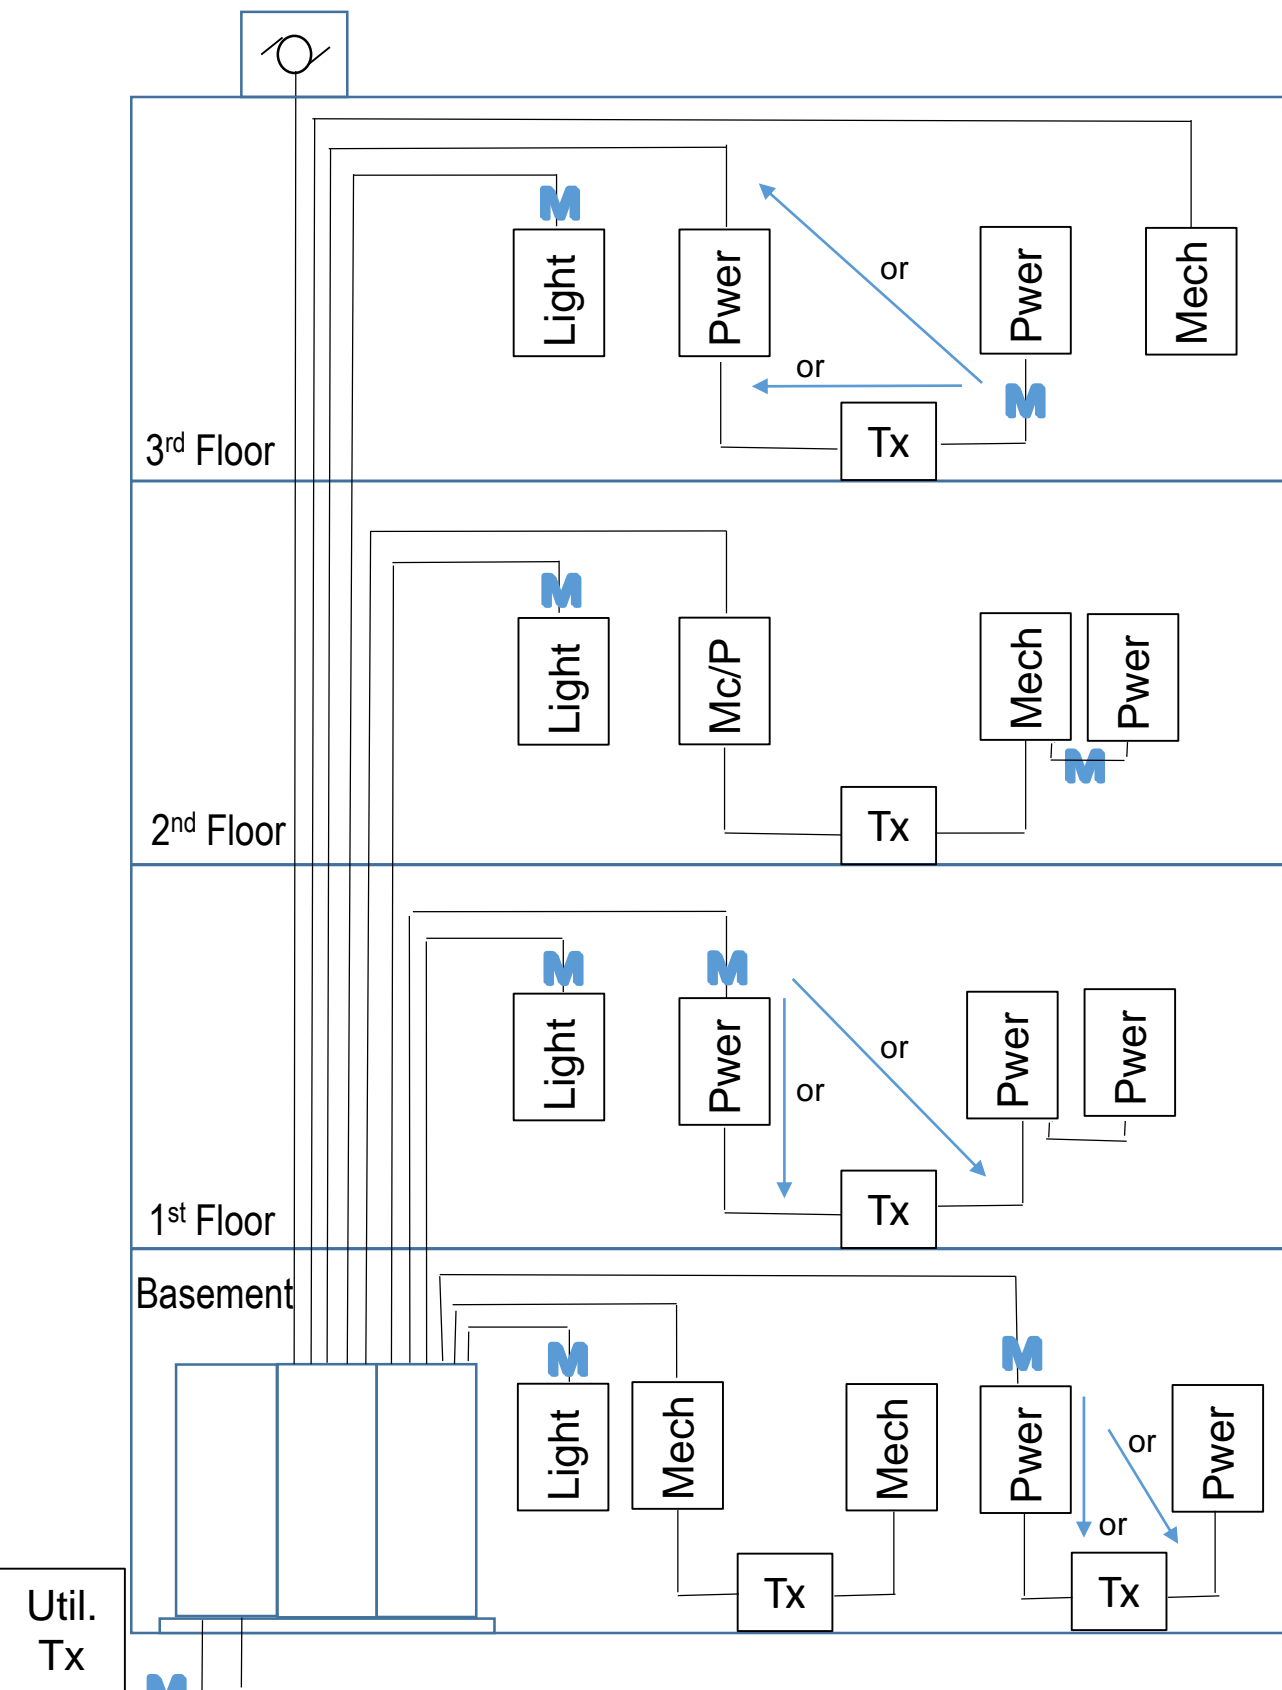 M
Light
Pwer
or
Pwer
Mech
or
M
Tx
3rd Floor
M
Light
Mc/P
Mech
Pwer
M
Tx
2nd Floor
M
M
Light
Pwer
or
or
Pwer
Pwer
Tx
1st Floor
Basement
M
M
Light
Mech
Mech
Pwer
or
Pwer
or
Tx
Tx
Util.
Tx
M